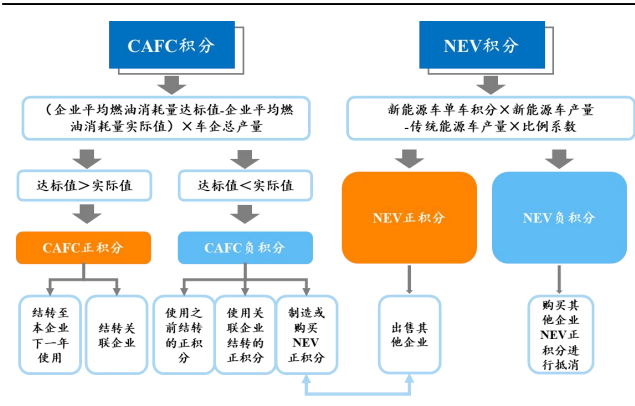 CAFC积分
NEV积分
（企业平均燃油消耗量达标值-企业平均燃
油消耗量实际值）×车企总产量
新能源车单车积分×新能源车产量
-传统能源车产量×比例系数
达标值＞实际值
达标值＜实际值
CAFC正积分
CAFC负积分
NEV正积分
NEV负积分
结转至
本企业
下一年
使用
结转关
联企业
使用之
前结转
的正积
分
使用关
联企业
结转的
正积分
制造或
购买
NEV
正积分
出售其
他企业
购买其
他企业
NEV正
积分进
行抵消